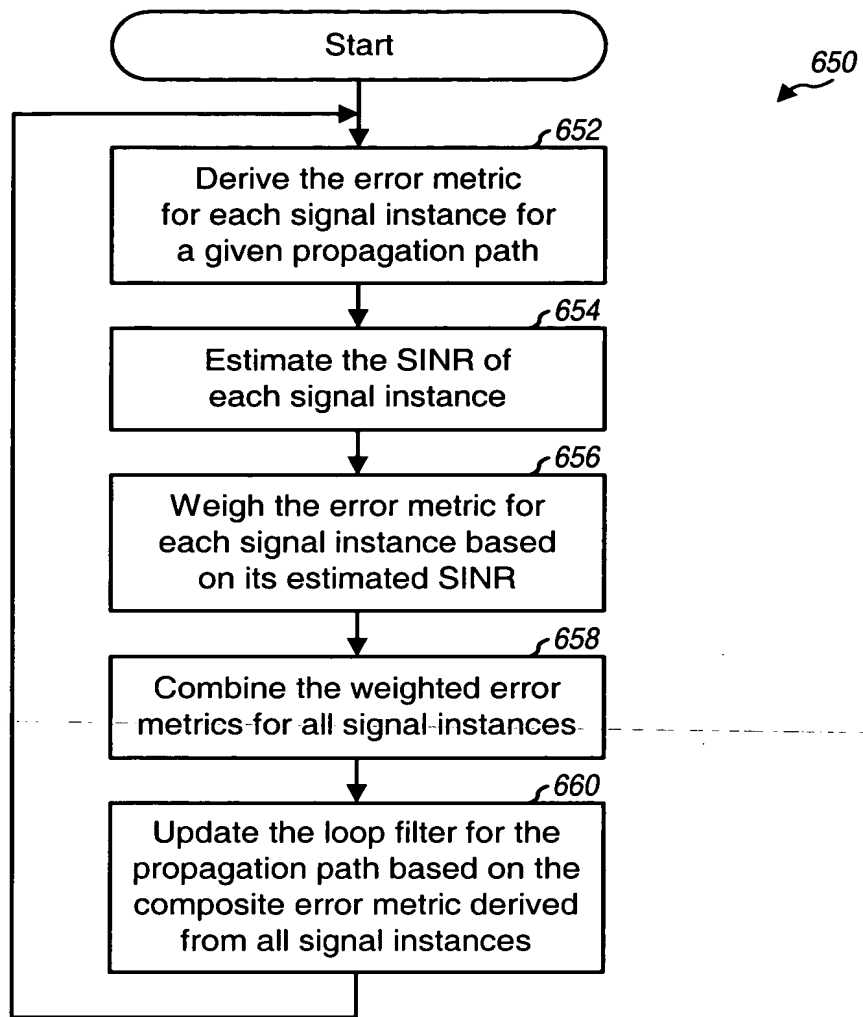 Start
650
652
Derive the error metric
for each signal instance for
a given propagation path
654
Estimate the SINR of
each signal instance
656
Weigh the error metric for
each signal instance based
on its estimated SINR
658
Combine the weighted error
metrics for all signal instances
660
Update the loop filter for the
propagation path based on the
composite error metric derived
from all signal instances